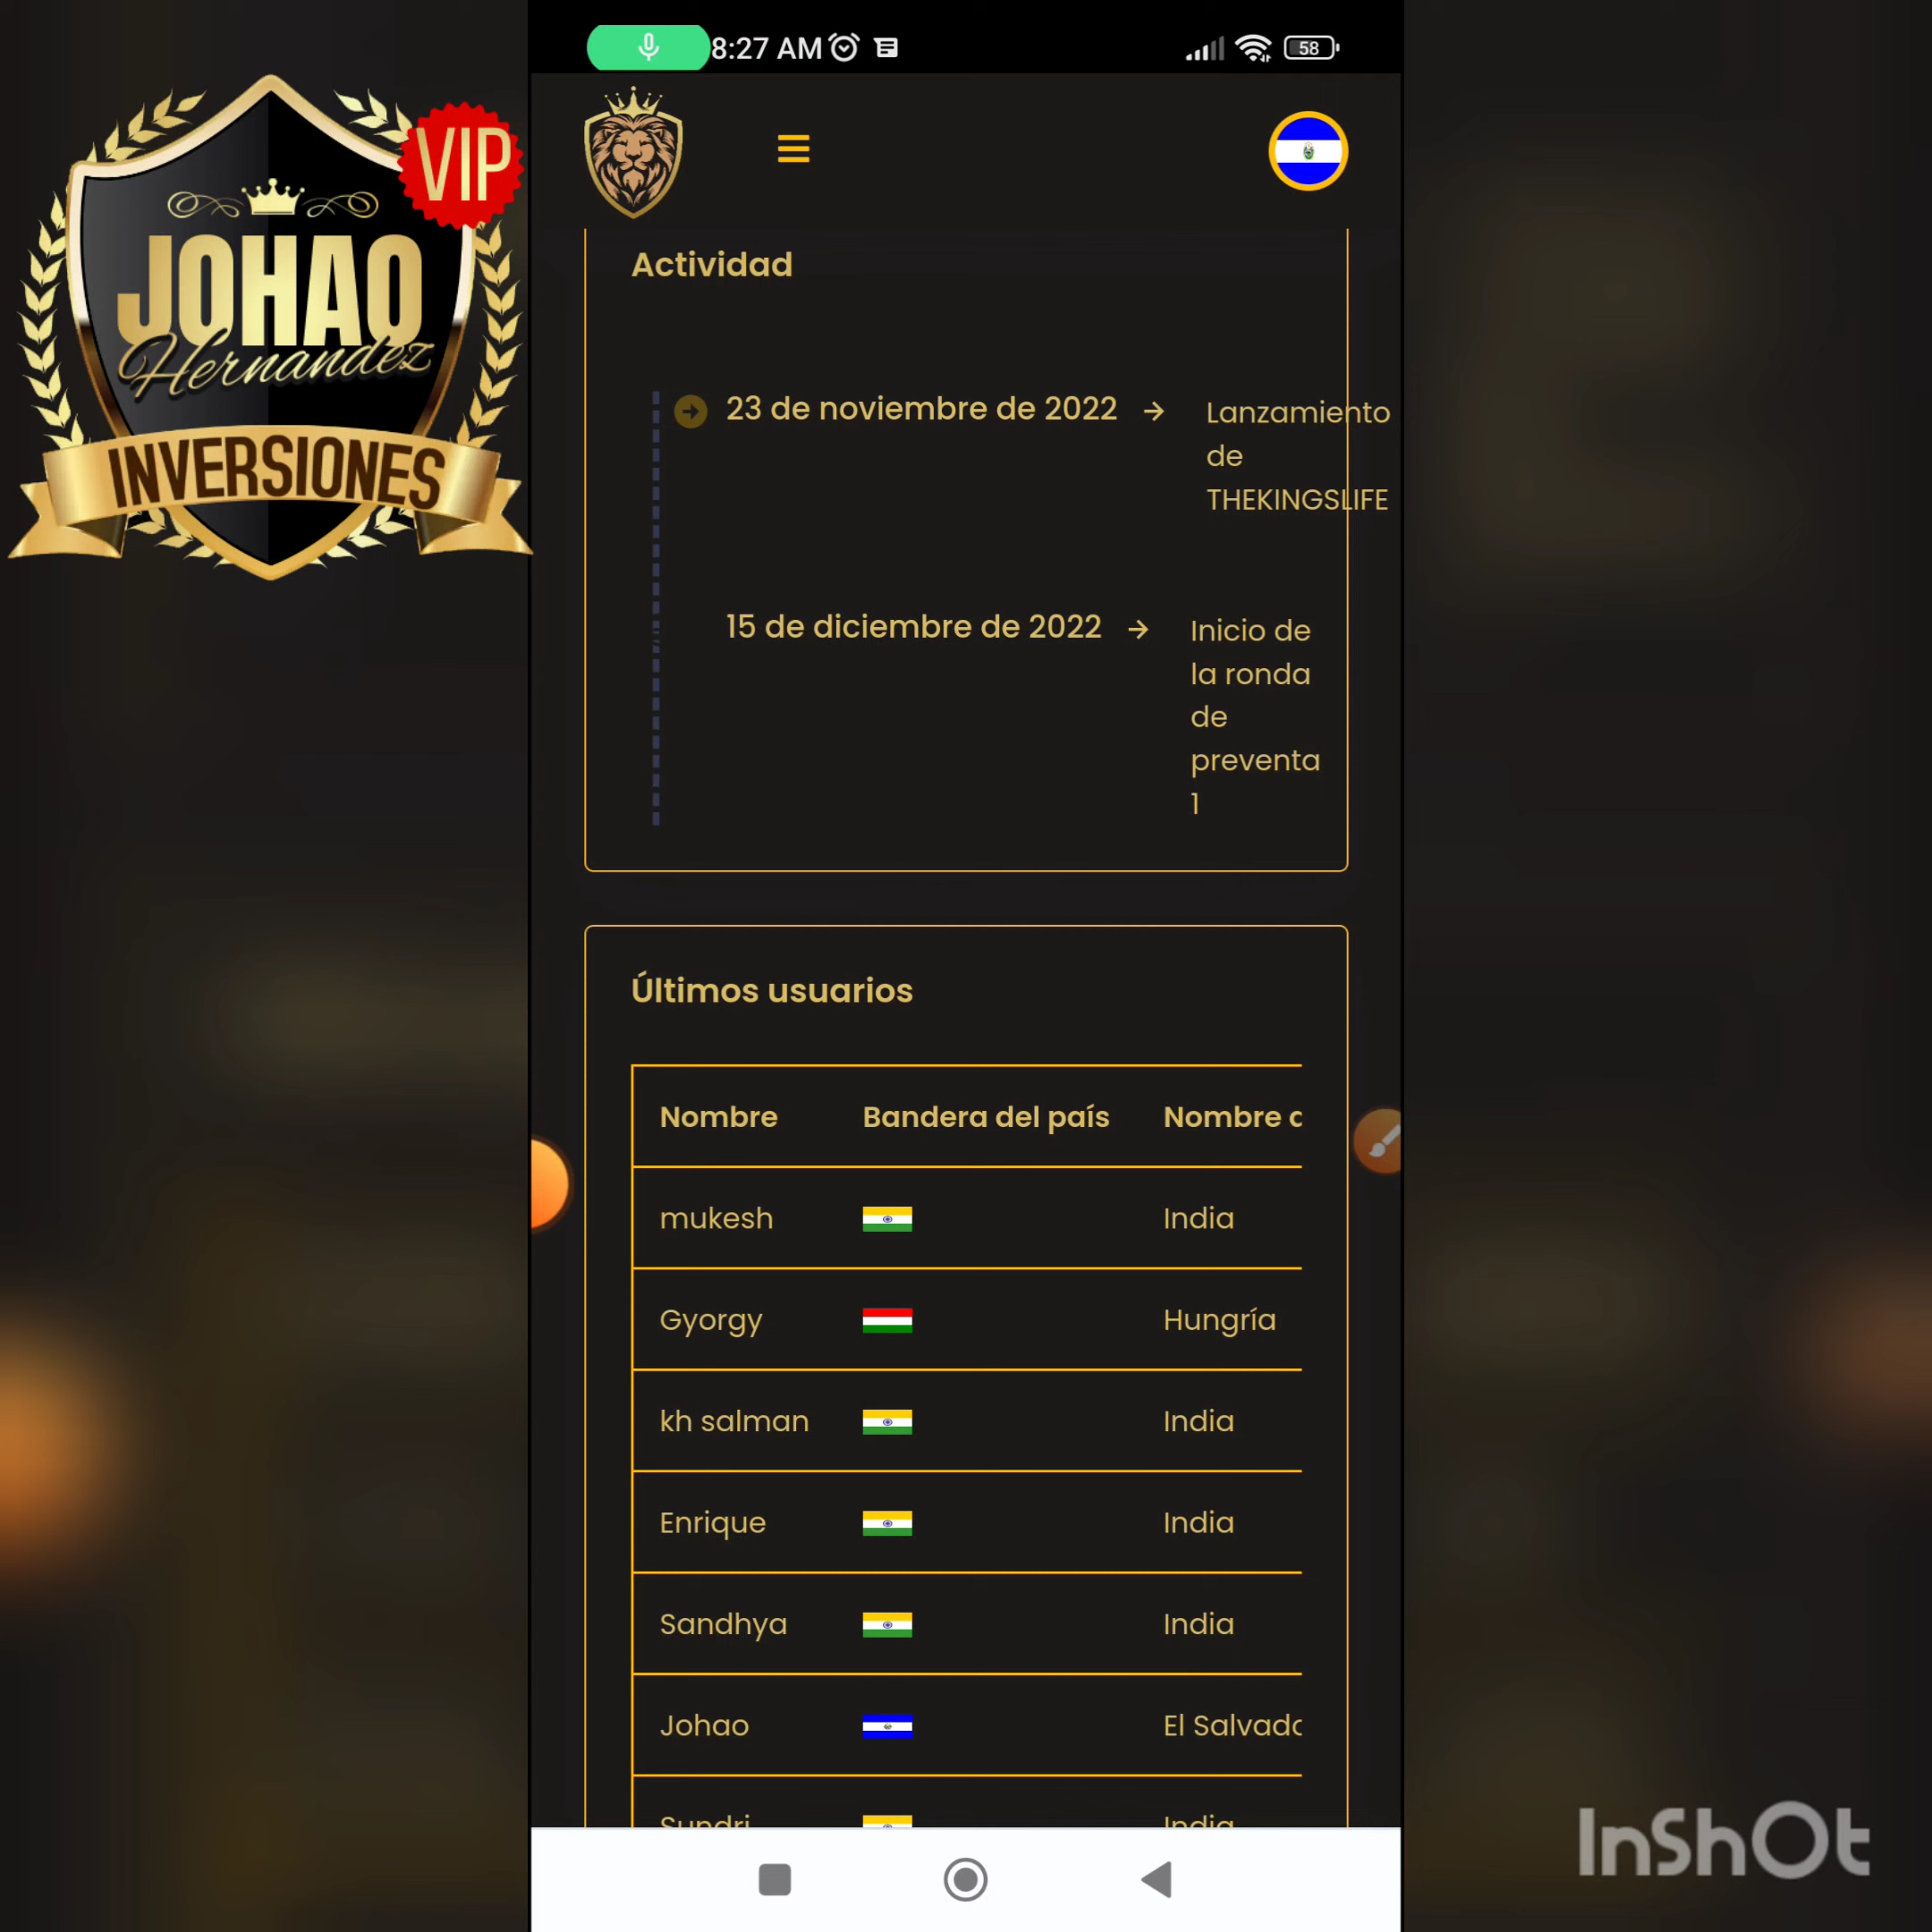 VIP
JOHAO
Hernandez
INVERSIONES
8:27 AM
58
Actividad
23 de noviembre de 2022 → Lanzamiento
de
THEKINGSLIFE
15 de diciembre de 2022 → Inicio de
la ronda
de
preventa
1
Últimos usuarios
Nombre Bandera del país Nombre
mukesh India
Gyorgy Hungría
kh salman India
Enrique India
Sandhya India
Johao El Salvado
Sundri India
InShOt